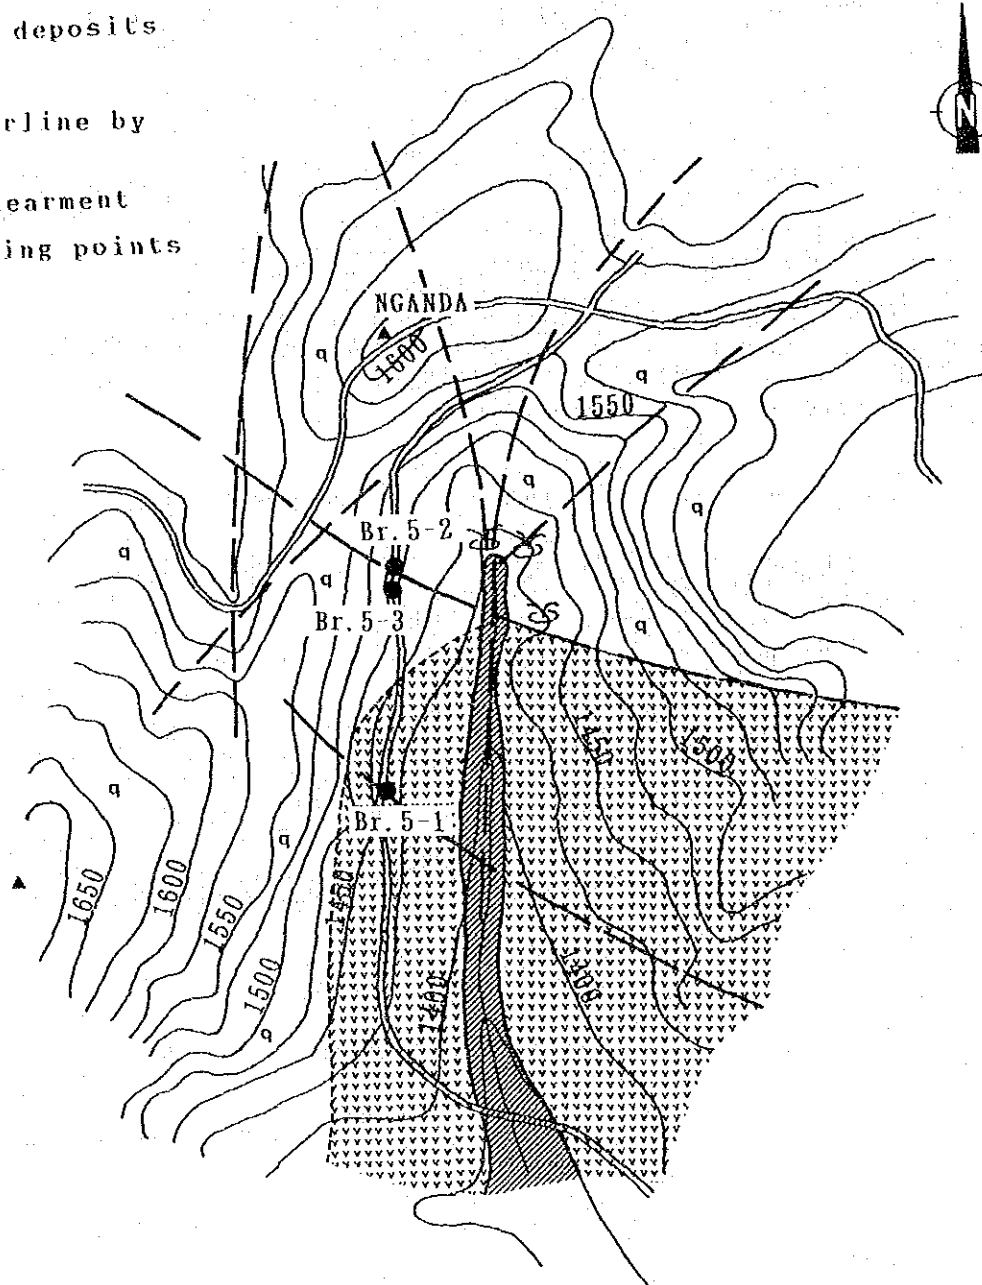 deposits
rline by
earment
ing points
N
NGANDA
1600
q
q
1550
q
q
Br. 5-2
q
q
Br. 5-3
q
1450
1500
q
Br. 5-1
q
1650
1600
1550
1450
1500
1400
1400
q